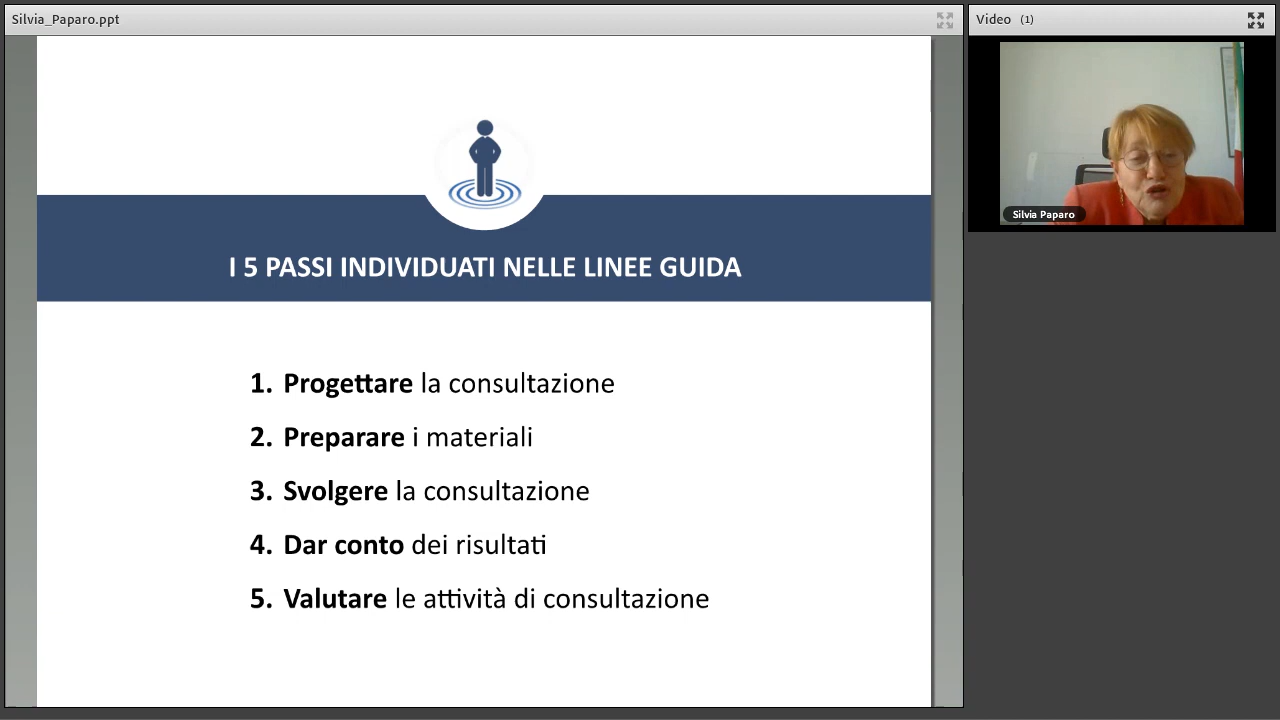 Silvia_Paparo.ppt
Video (1)
Silvia Paparo
I 5 PASSI INDIVIDUATI NELLE LINEE GUIDA
1. Progettare la consultazione
2. Preparare i materiali
3. Svolgere la consultazione
4. Dar conto dei risultati
5. Valutare le attività di consultazione